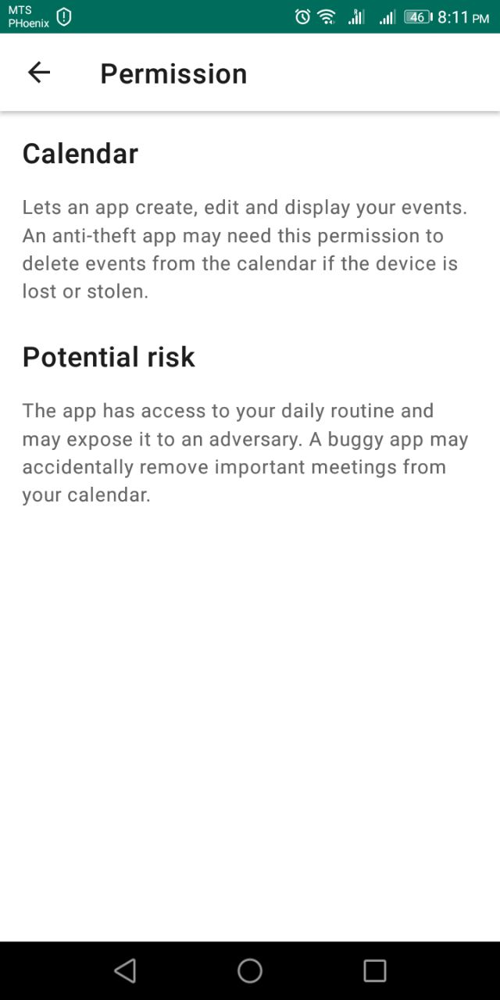 MTS
PHoenix
46 8:11 PM
Permission
Calendar
Lets an app create, edit and display your events.
An anti-theft app may need this permission to
delete events from the calendar if the device is
lost or stolen.
Potential risk
The app has access to your daily routine and
may expose it to an adversary. A buggy app may
accidentally remove important meetings from
your calendar.